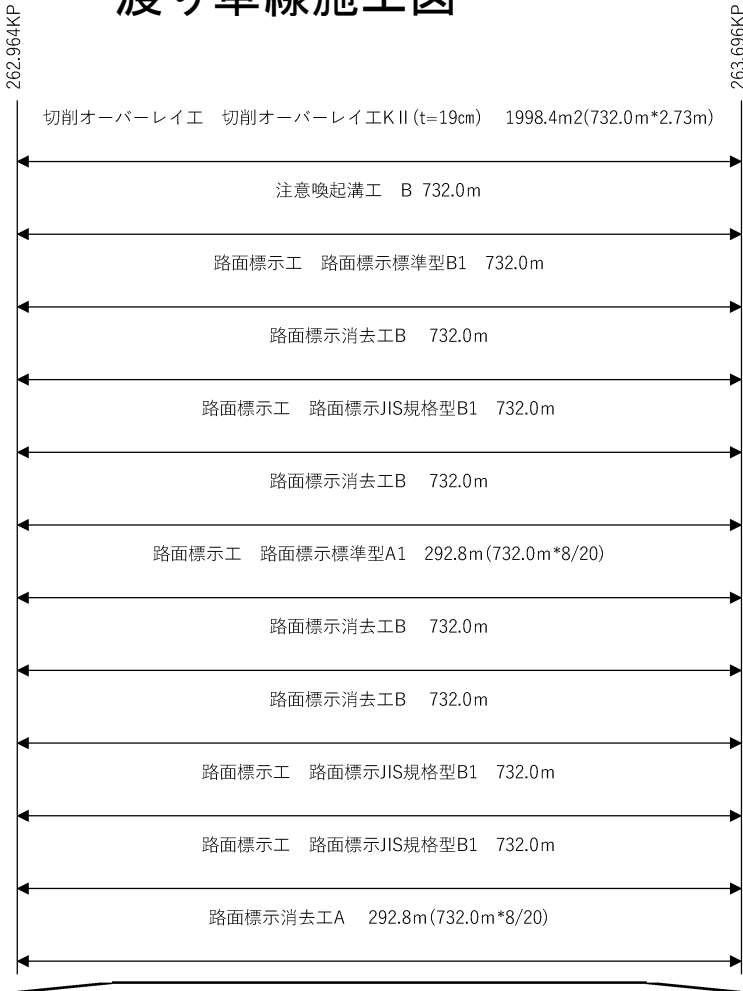 渡り車線施工図
262.964KP
263.696KP
切削オーバーレイ工　切削オーバーレイ工KⅡ(t=19㎝)　1998.4m2(732.0m*2.73m)
注意喚起溝工　B 732.0m
路面標示工　路面標示標準型B1　732.0m
路面標示消去工B　732.0m
路面標示工　路面標示JIS規格型B1　732.0m
路面標示消去工B　732.0m
路面標示工　路面標示標準型A1　292.8m(732.0m*8/20)
路面標示消去工B　732.0m
路面標示消去工B　732.0m
路面標示工　路面標示JIS規格型B1　732.0m
路面標示工　路面標示JIS規格型B1　732.0m
路面標示消去工A　292.8m(732.0m*8/20)